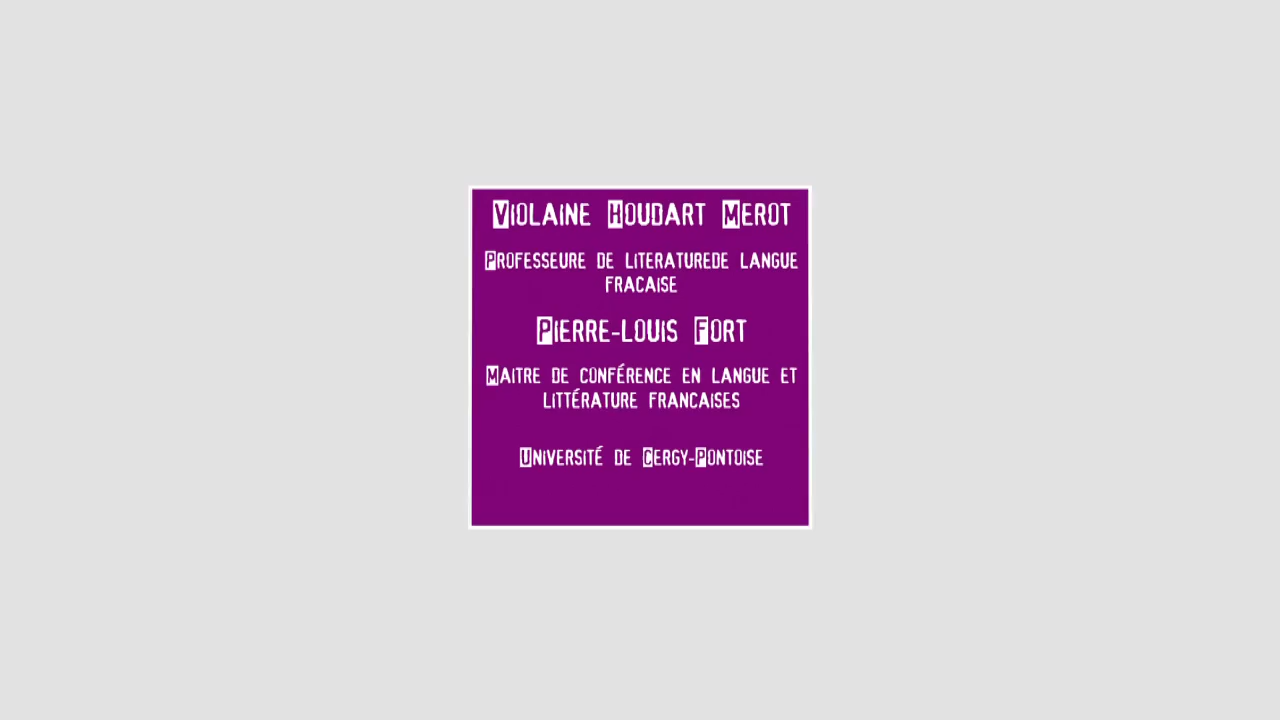 Violaine Houdart Merot
Professeure de literaturede langue
fracaise
Pierre-louis Fort
Maitre de conférence en langue et
littérature francaises
Université de Cergy-Pontoise